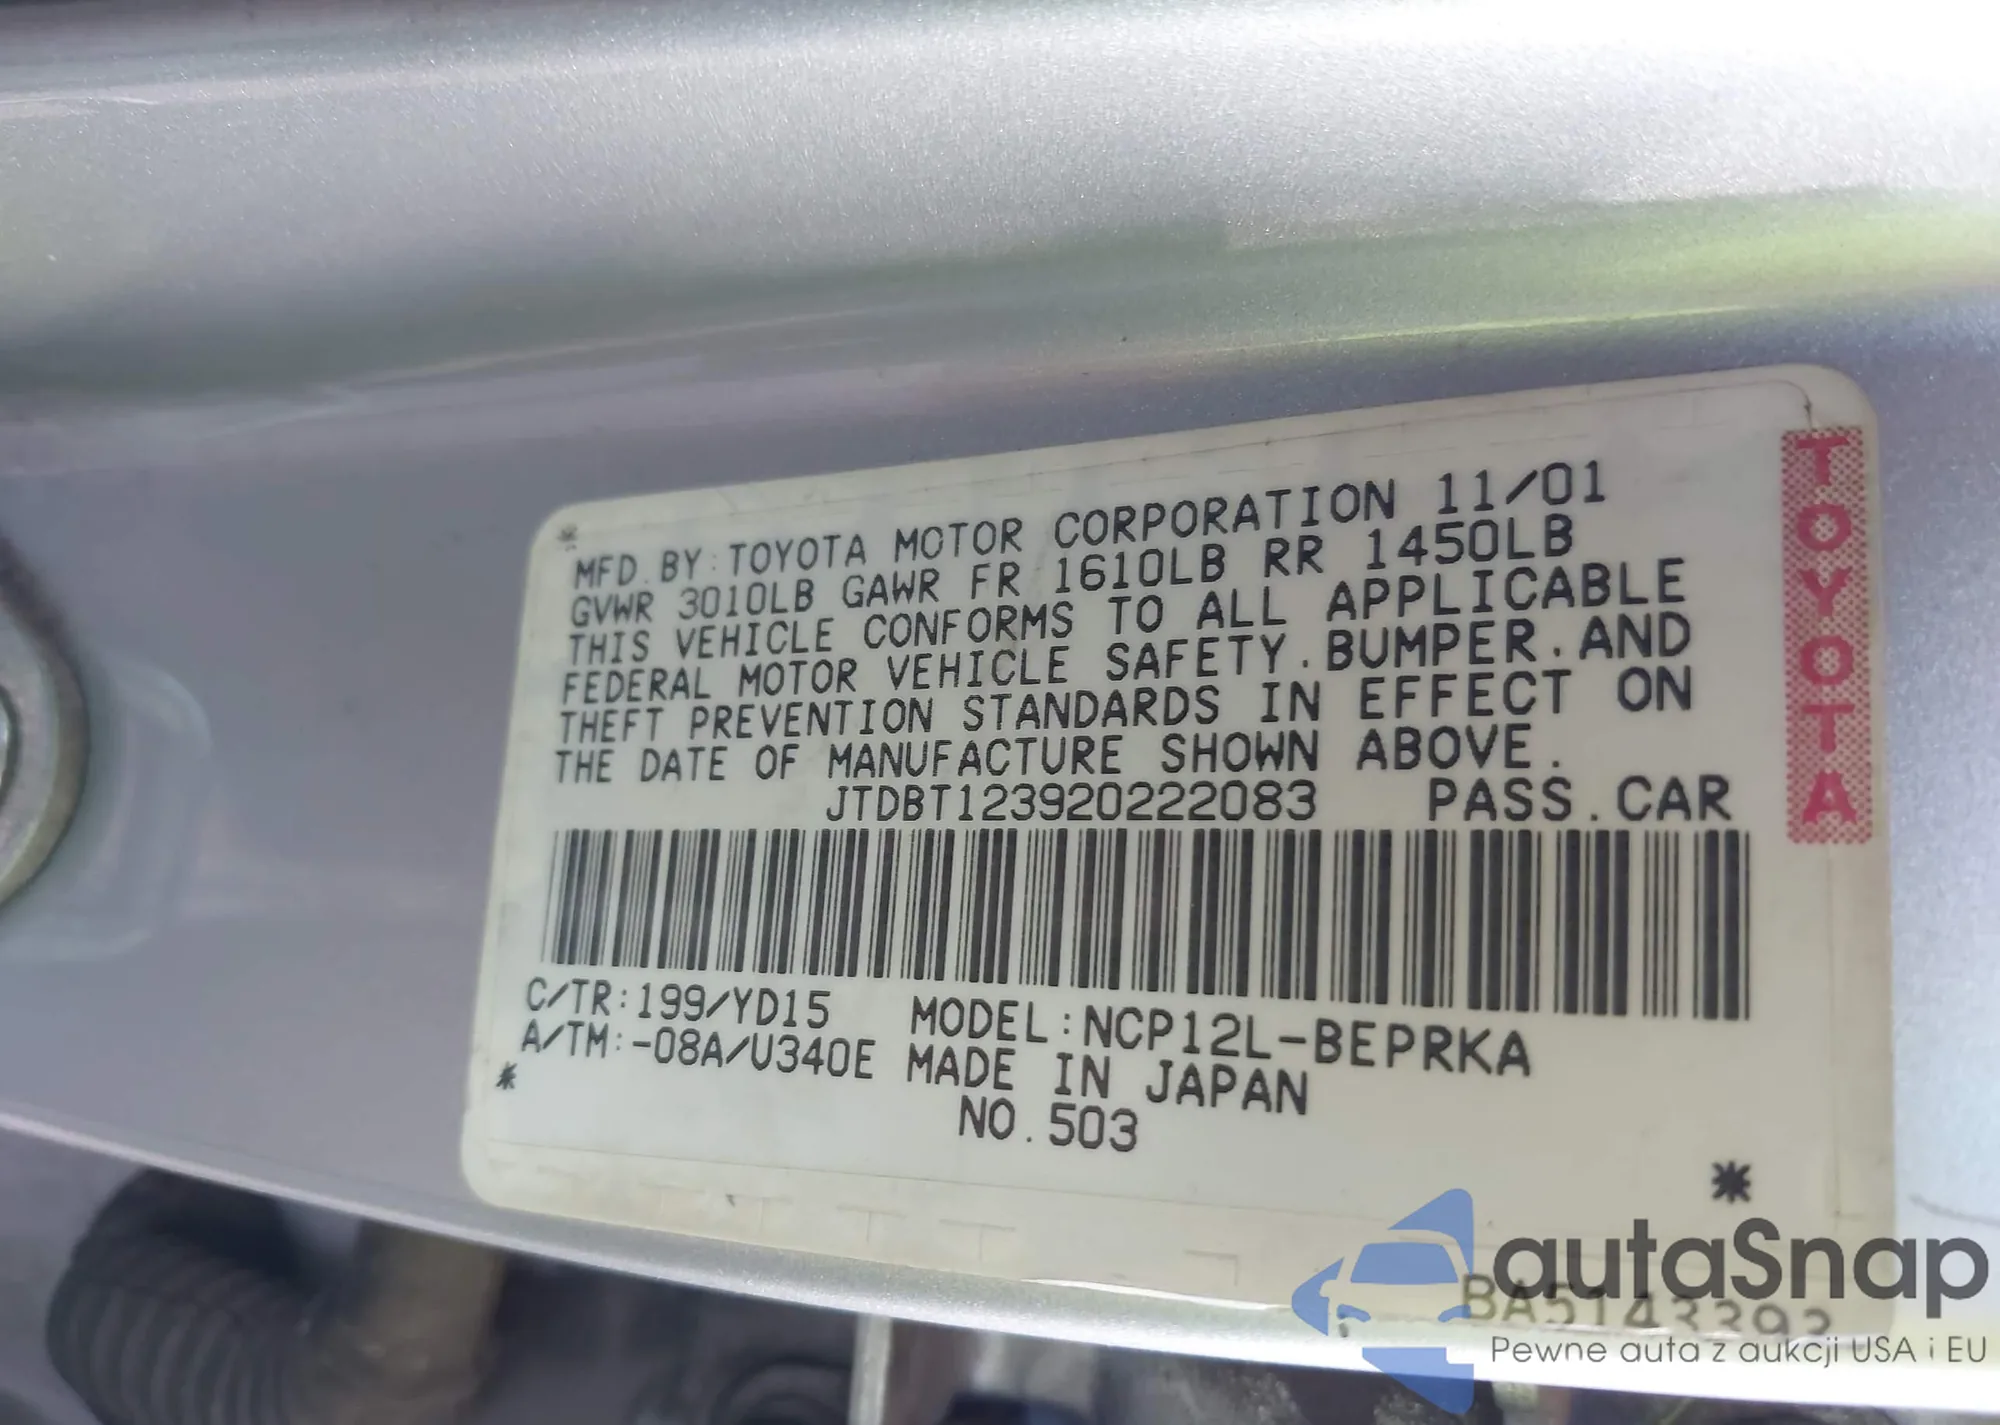 MFD. BY: TOYOTA MOTOR CORPORATION 11/01
GVWR 3010LB GAWR FR 1610LB RR 1450LB
THIS VEHICLE CONFORMS TO ALL APPLICABLE
FEDERAL MOTOR VEHICLE SAFETY. BUMPER. AND
THEFT PREVENTION STANDARDS IN EFFECT ON
THE DATE OF MANUFACTURE SHOWN ABOVE.
JTDBT123920222083 PASS. CAR
C/TR: 199/YD15 MODEL: NCP12L-BEPRKA
A/TM: -08A/U340E MADE IN JAPAN
NO. 503
TOYOTA
BA5143392
autaSnap
Pewne auta z aukcji USA i EU